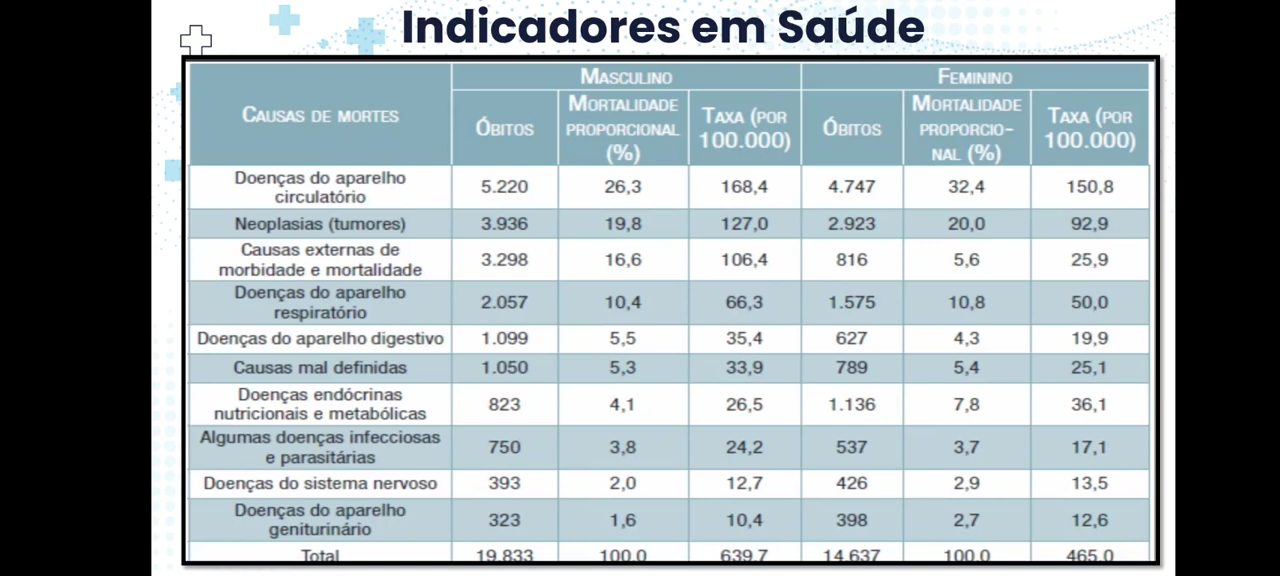 Indicadores em Saúde
CAUSAS DE MORTES
MASCULINO
FEMININO
ÓBITOS
MORTALIDADE
PROPORCIONAL
(%)
TAXA (POR
100.000)
ÓBITOS
MORTALIDADE
PROPORCIO-
NAL (%)
TAXA (POR
100.000)
Doenças do aparelho
circulatório
5.220 26,3 168,4 4.747 32,4 150,8
Neoplasias (tumores) 3.936 19,8 127,0 2.923 20,0 92,9
Causas externas de
morbidade e mortalidade
3.298 16,6 106,4 816 5,6 25,9
Doenças do aparelho
respiratório
2.057 10,4 66,3 1.575 10,8 50,0
Doenças do aparelho digestivo 1.099 5,5 35,4 627 4,3 19,9
Causas mal definidas 1.050 5,3 33,9 789 5,4 25,1
Doenças endócrinas
nutricionais e metabólicas
823 4,1 26,5 1.136 7,8 36,1
Algumas doenças infecciosas
e parasitárias
750 3,8 24,2 537 3,7 17,1
Doenças do sistema nervoso 393 2,0 12,7 426 2,9 13,5
Doenças do aparelho
geniturinário
323 1,6 10,4 398 2,7 12,6
Total 19.833 100,0 639,7 14.637 100,0 465,0